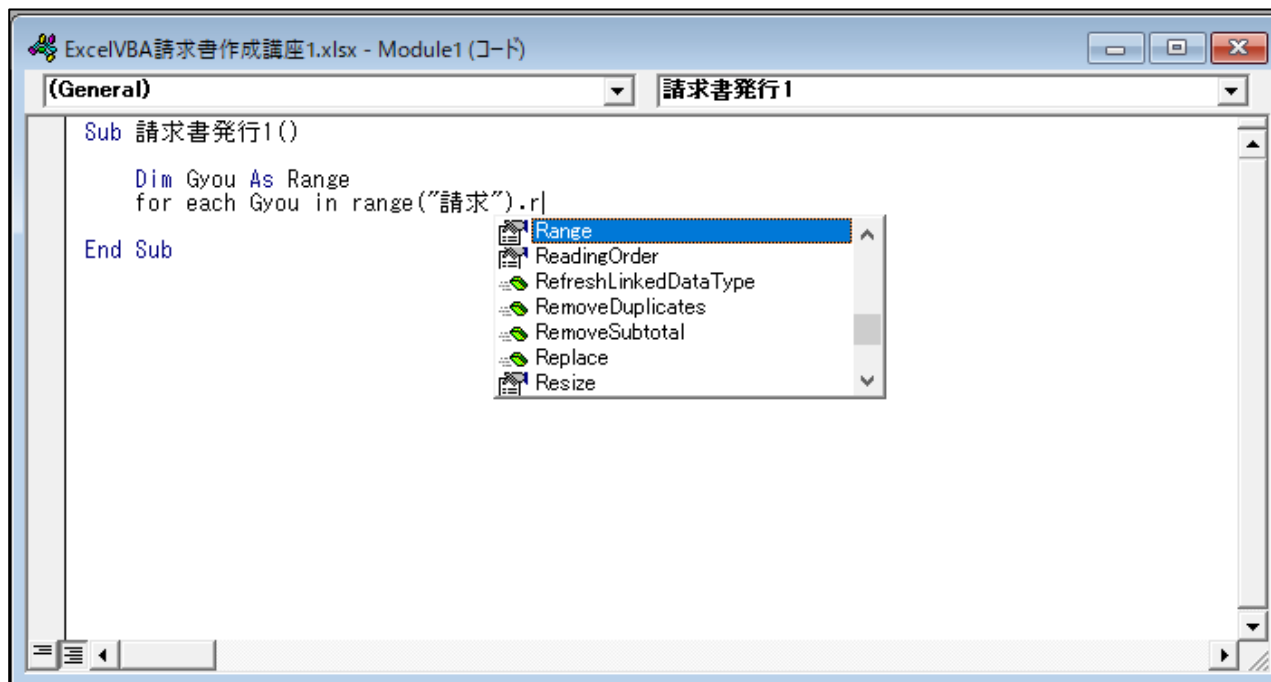 ExcelVBA請求書作成講座1.xlsx - Module1 (コード)
(General) 請求書発行1
Sub 請求書発行1()
Dim Gyou As Range
for each Gyou in range("請求").r
Range
ReadingOrder
RefreshLinkedDataType
RemoveDuplicates
RemoveSubtotal
Replace
Resize
End Sub